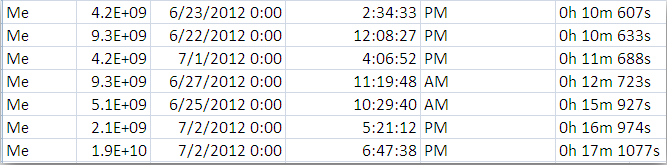 Me 4.2E+09 6/23/2012 0:00 2:34:33 PM 0h 10m 607s
Me 9.3E+09 6/22/2012 0:00 12:08:27 PM 0h 10m 633s
Me 4.2E+09 7/1/2012 0:00 4:06:52 PM 0h 11m 688s
Me 9.3E+09 6/27/2012 0:00 11:19:48 AM 0h 12m 723s
Me 5.1E+09 6/25/2012 0:00 10:29:40 AM 0h 15m 927s
Me 2.1E+09 7/2/2012 0:00 5:21:12 PM 0h 16m 974s
Me 1.9E+10 7/2/2012 0:00 6:47:38 PM 0h 17m 1077s